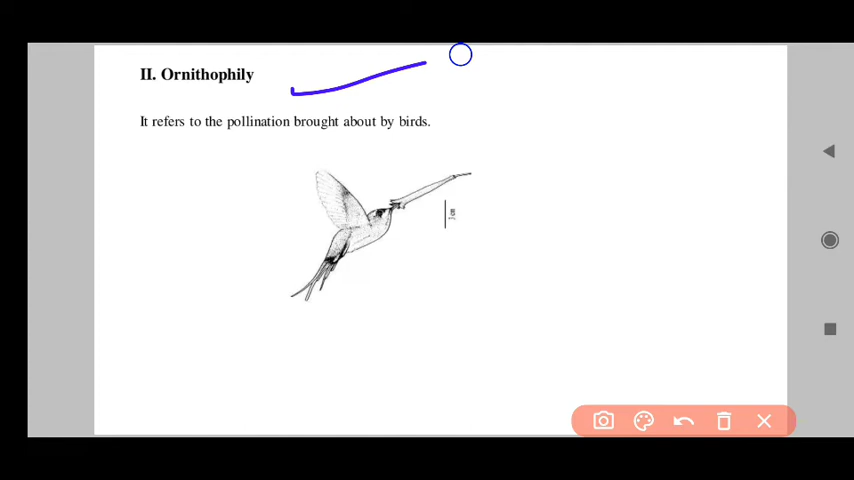 II. Ornithophily
It refers to the pollination brought about by birds.